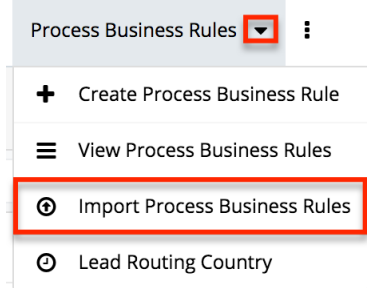 Process Business Rules
Create Process Business Rule
View Process Business Rules
Import Process Business Rules
Lead Routing Country